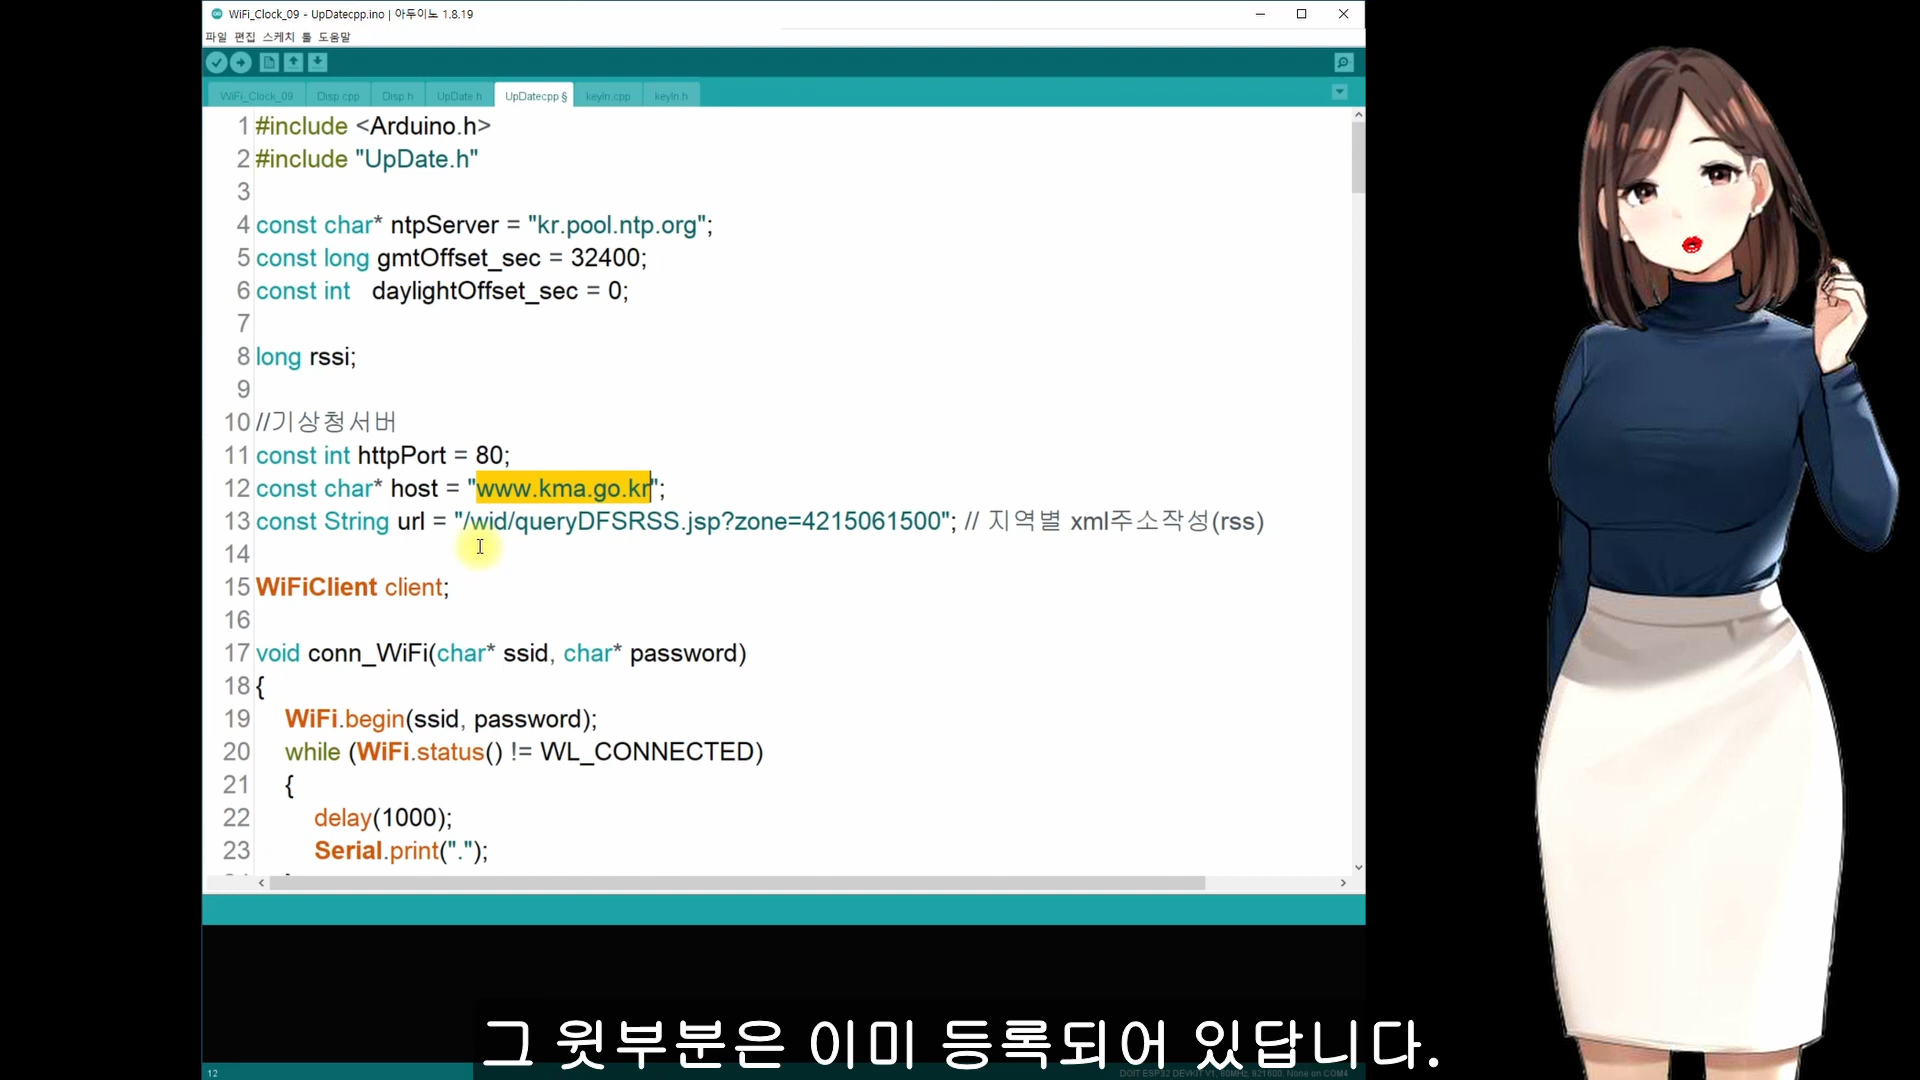 WiFi_Clock_09 - UpDatecpp.ino | 아두이노 1.8.19
파일 편집 스케치 툴 도움말
WiFi_Clock_09 Disp.cpp Disp.h UpDate.h UpDatecpp § keyIn.cpp keyIn.h
1 #include <Arduino.h>
2 #include "UpDate.h"
3
4 const char* ntpServer = "kr.pool.ntp.org";
5 const long gmtOffset_sec = 32400;
6 const int daylightOffset_sec = 0;
7
8 long rssi;
9
10 //기상청서버
11 const int httpPort = 80;
12 const char* host = "www.kma.go.kr";
13 const String url = "/wid/queryDFSRSS.jsp?zone=4215061500"; // 지역별 xml주소작성(rss)
14
15 WiFiClient client;
16
17 void conn_WiFi(char* ssid, char* password)
18 {
19 WiFi.begin(ssid, password);
20 while (WiFi.status() != WL_CONNECTED)
21 {
22 delay(1000);
23 Serial.print(".");
그 윗부분은 이미 등록되어 있답니다.
12